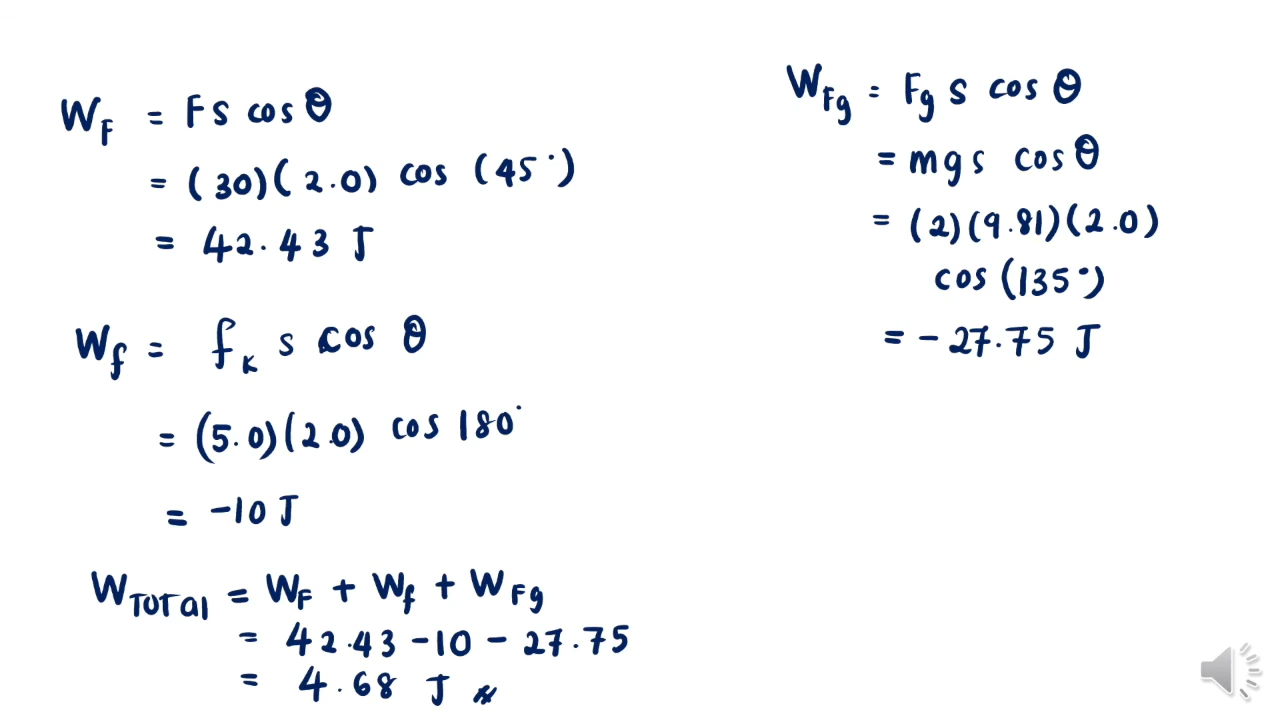 W_F = F s cos θ
= (30)(2.0) cos (45°)
= 42.43 J
W_f = f_k s cos θ
= (5.0)(2.0) cos 180°
= -10 J
W_TOTAL = W_F + W_f + W_Fg
= 42.43 - 10 - 27.75
= 4.68 J
W_Fg = F_g s cos θ
= mgs cos θ
= (2)(9.81)(2.0)
cos (135°)
= - 27.75 J